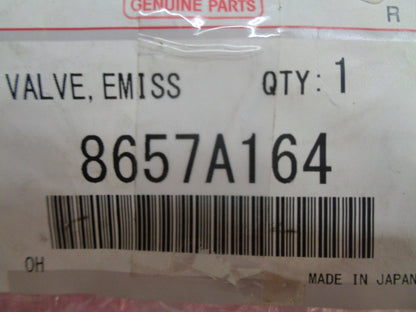 GENUINE PARTS
R
VALVE, EMISS QTY: 1
8657A164
OH
MADE IN JAPAN